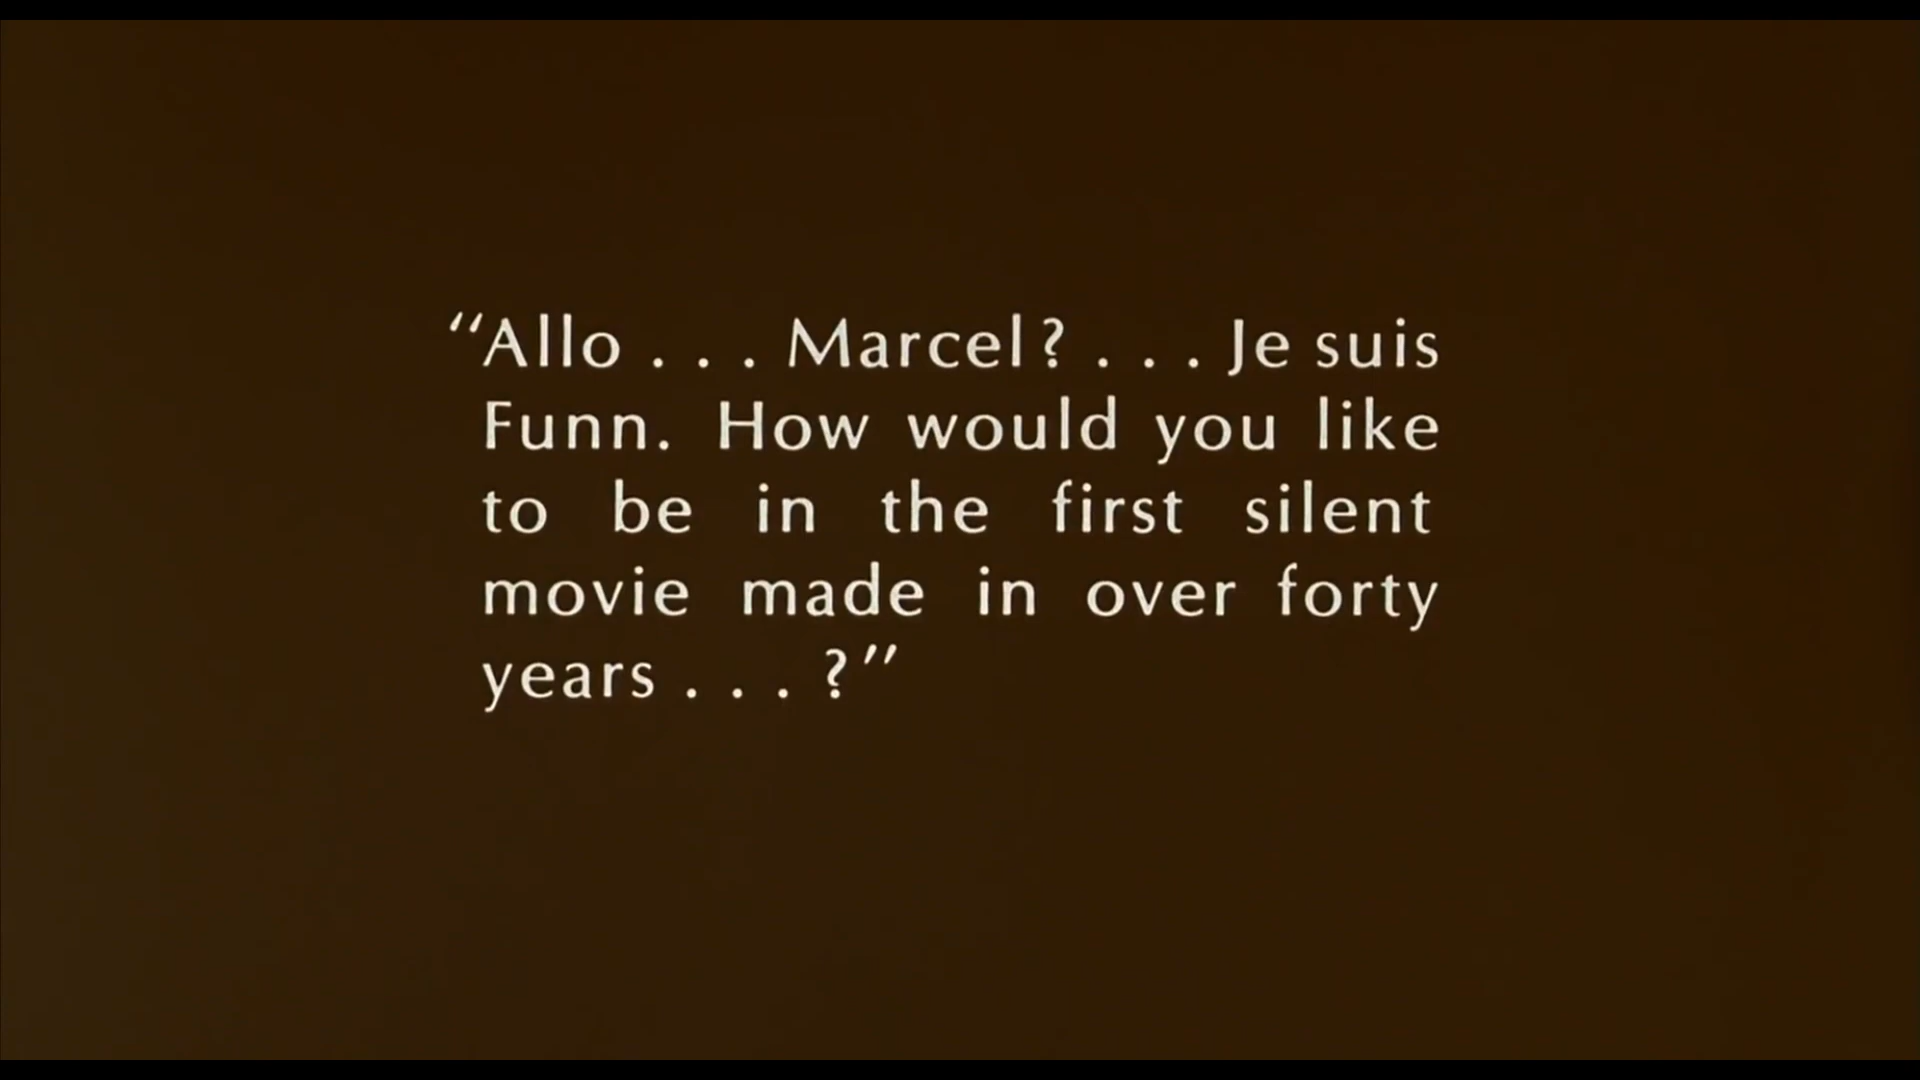 “Allo . . . Marcel? . . . Je suis
Funn. How would you like
to be in the first silent
movie made in over forty
years . . . ?”